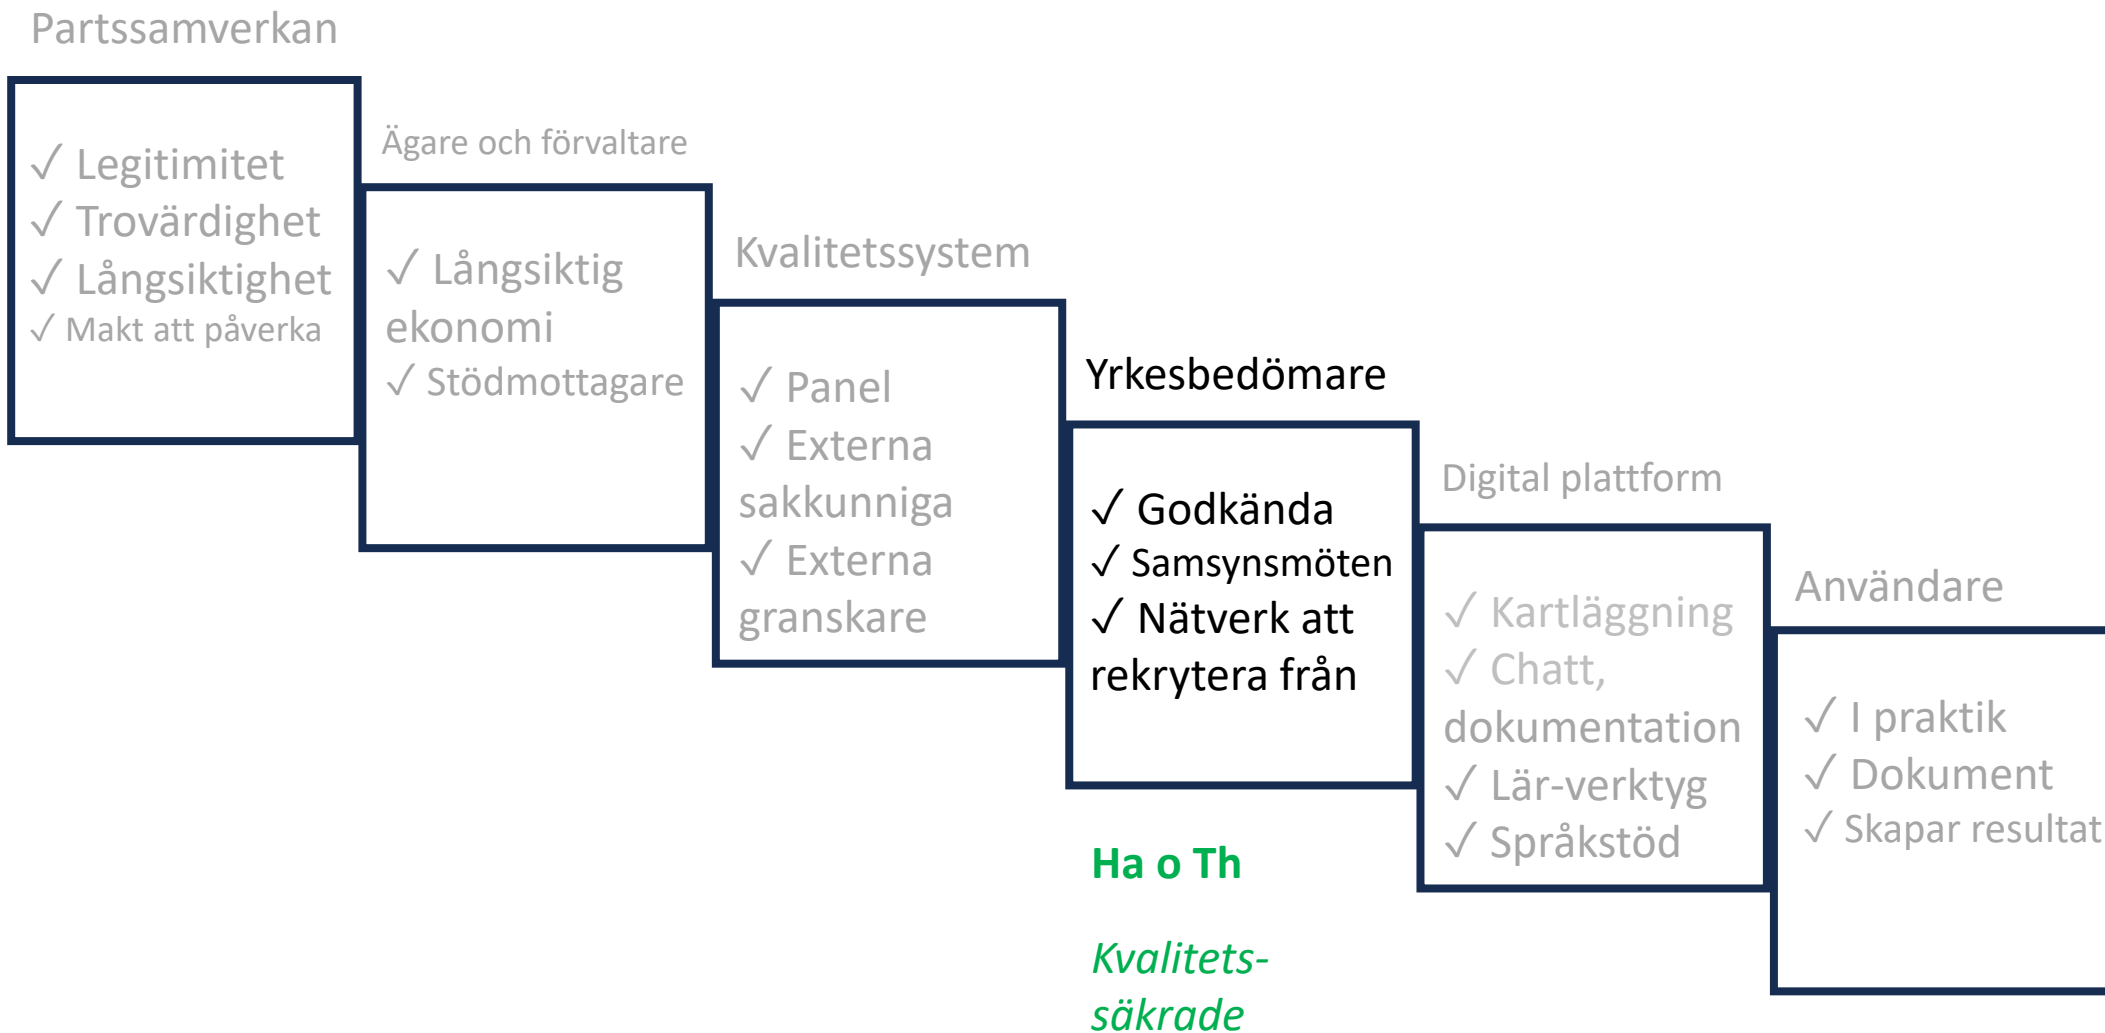 Partssamverkan
✓ Legitimitet
✓ Trovärdighet
✓ Långsiktighet
✓ Makt att påverka
Ägare och förvaltare
✓ Långsiktig
ekonomi
✓ Stödmottagare
Kvalitetssystem
✓ Panel
✓ Externa
sakkunniga
✓ Externa
granskare
Yrkesbedömare
✓ Godkända
✓ Samsynsmöten
✓ Nätverk att
rekrytera från
Ha o Th
Kvalitets-
säkrade
Digital plattform
✓ Kartläggning
✓ Chatt,
dokumentation
✓ Lär-verktyg
✓ Språkstöd
Användare
✓ I praktik
✓ Dokument
✓ Skapar resultat